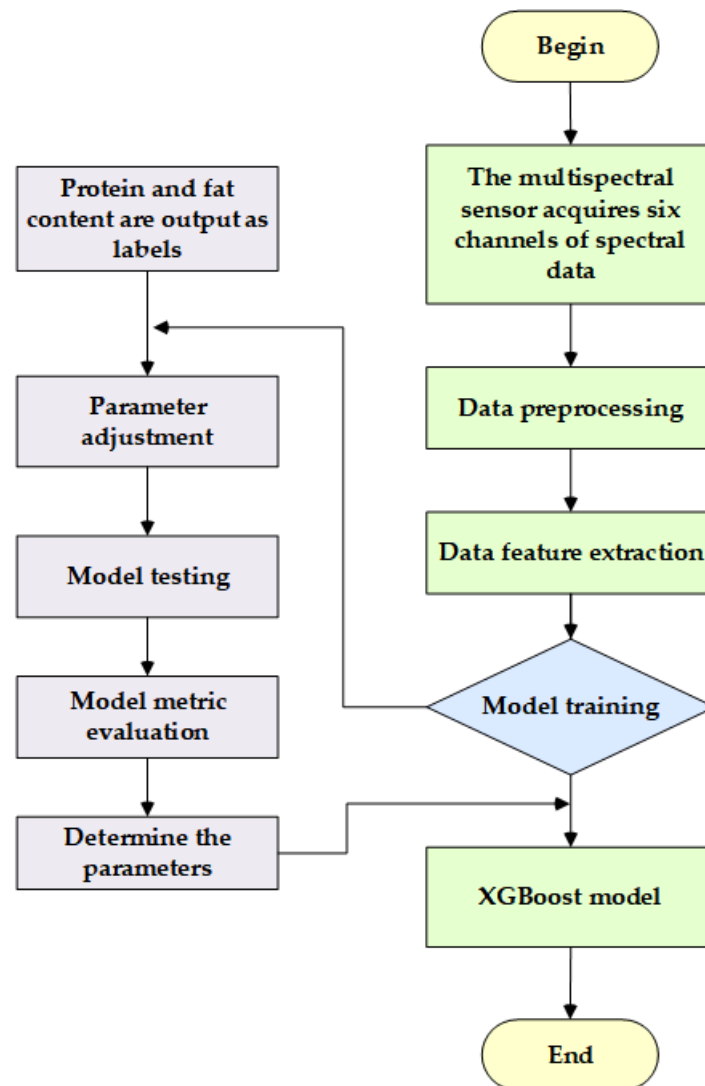 Begin
The multispectral
sensor acquires six
channels of spectral
data
Data preprocessing
Data feature extraction
Model training
Protein and fat
content are output as
labels
Parameter
adjustment
Model testing
Model metric
evaluation
Determine the
parameters
XGBoost model
End